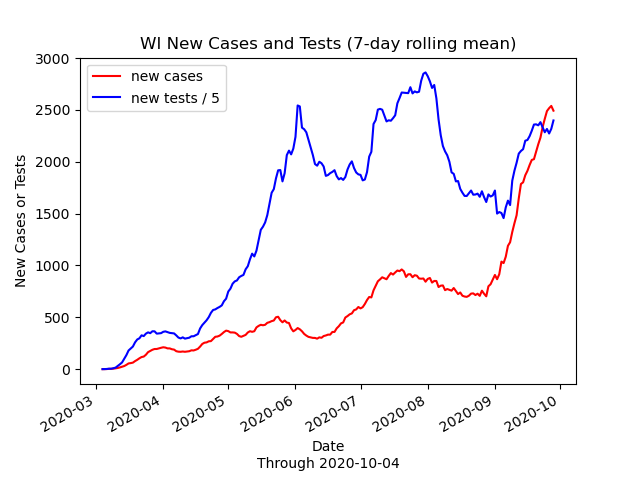 WI New Cases and Tests (7-day rolling mean)
new cases
new tests / 5
New Cases or Tests
3000
2500
2000
1500
1000
500
0
2020-03
2020-04
2020-05
2020-06
2020-07
2020-08
2020-09
2020-10
Date
Through 2020-10-04